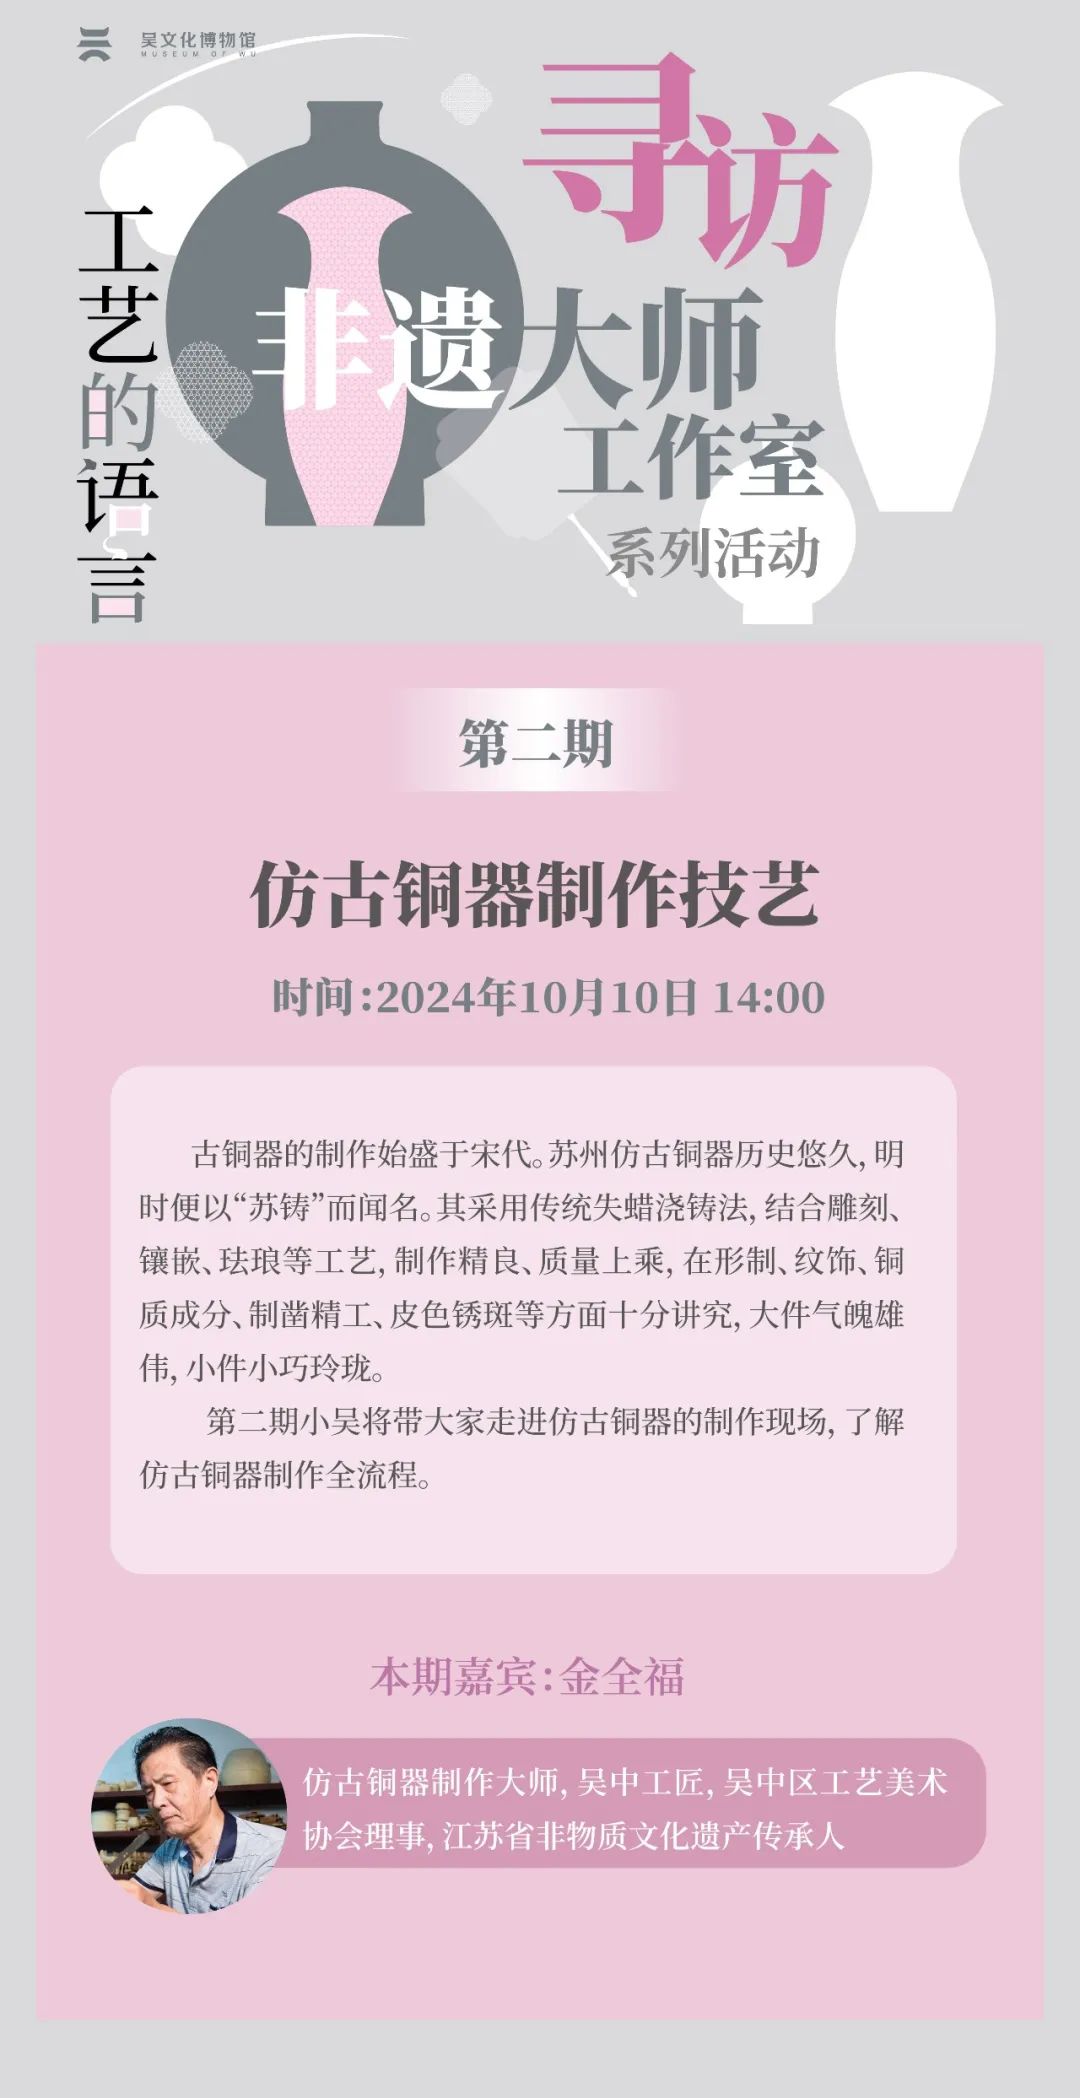 吴文化博物馆
MUSEUM OF WU
寻访
非遗大师
工作室
系列活动
工艺的语言
第二期
仿古铜器制作技艺
时间：2024年10月10日 14:00
古铜器的制作始盛于宋代。苏州仿古铜器历史悠久，明
时便以“苏铸”而闻名。其采用传统失蜡浇铸法，结合雕刻、
镶嵌、珐琅等工艺，制作精良、质量上乘，在形制、纹饰、铜
质成分、制凿精工、皮色锈斑等方面十分讲究，大件气魄雄
伟，小件小巧玲珑。
第二期小吴将带大家走进仿古铜器的制作现场，了解
仿古铜器制作全流程。
本期嘉宾：金全福
仿古铜器制作大师，吴中工匠，吴中区工艺美术
协会理事，江苏省非物质文化遗产传承人